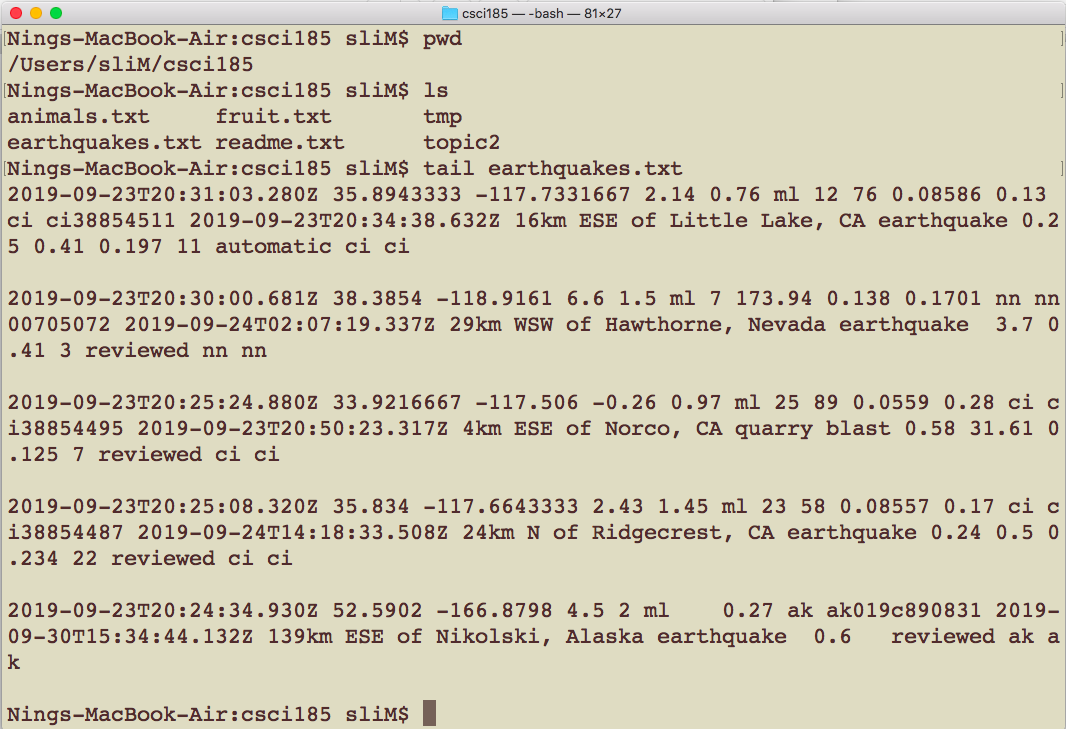 csci185 — -bash — 81×27
Nings-MacBook-Air:csci185 sliM$ pwd
/Users/sliM/csci185
Nings-MacBook-Air:csci185 sliM$ ls
animals.txt     fruit.txt       tmp
earthquakes.txt readme.txt      topic2
Nings-MacBook-Air:csci185 sliM$ tail earthquakes.txt
2019-09-23T20:31:03.280Z 35.8943333 -117.7331667 2.14 0.76 ml 12 76 0.08586 0.13
ci ci38854511 2019-09-23T20:34:38.632Z 16km ESE of Little Lake, CA earthquake 0.2
5 0.41 0.197 11 automatic ci ci
2019-09-23T20:30:00.681Z 38.3854 -118.9161 6.6 1.5 ml 7 173.94 0.138 0.1701 nn nn
00705072 2019-09-24T02:07:19.337Z 29km WSW of Hawthorne, Nevada earthquake  3.7 0
.41 3 reviewed nn nn
2019-09-23T20:25:24.880Z 33.9216667 -117.506 -0.26 0.97 ml 25 89 0.0559 0.28 ci c
i38854495 2019-09-23T20:50:23.317Z 4km ESE of Norco, CA quarry blast 0.58 31.61 0
.125 7 reviewed ci ci
2019-09-23T20:25:08.320Z 35.834 -117.6643333 2.43 1.45 ml 23 58 0.08557 0.17 ci c
i38854487 2019-09-24T14:18:33.508Z 24km N of Ridgecrest, CA earthquake 0.24 0.5 0
.234 22 reviewed ci ci
2019-09-23T20:24:34.930Z 52.5902 -166.8798 4.5 2 ml    0.27 ak ak019c890831 2019-
09-30T15:34:44.132Z 139km ESE of Nikolski, Alaska earthquake  0.6   reviewed ak a
k
Nings-MacBook-Air:csci185 sliM$